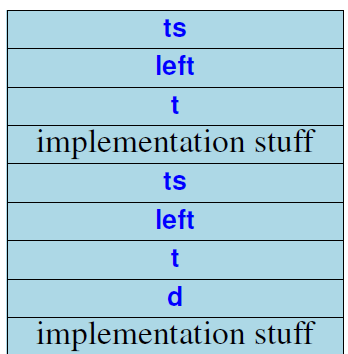 ts
left
t
implementation stuff
ts
left
t
d
implementation stuff